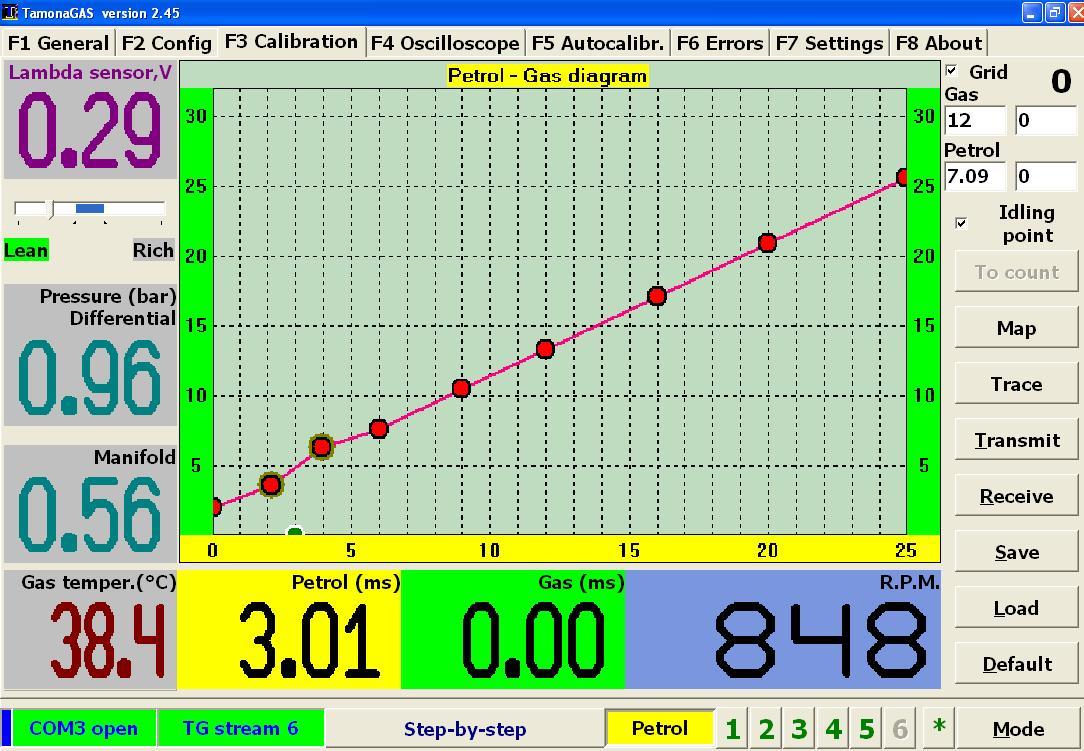 TamonaGAS version 2.45
F1 General F2 Config F3 Calibration F4 Oscilloscope F5 Autocalibr. F6 Errors F7 Settings F8 About
Lambda sensor,V
0.29
Lean Rich
Pressure (bar)
Differential
0.96
Manifold
0.56
Gas temper.(°C)
38.4
Petrol - Gas diagram
30 30
25 25
20 20
15 15
10 10
5 5
0 5 10 15 20 25
Petrol (ms)
3.01
Gas (ms)
0.00
R.P.M.
848
Grid 0
Gas
12 0
Petrol
7.09 0
Idling
point
To count
Map
Trace
Transmit
Receive
Save
Load
Default
COM3 open TG stream 6 Step-by-step Petrol 1 2 3 4 5 6 * Mode